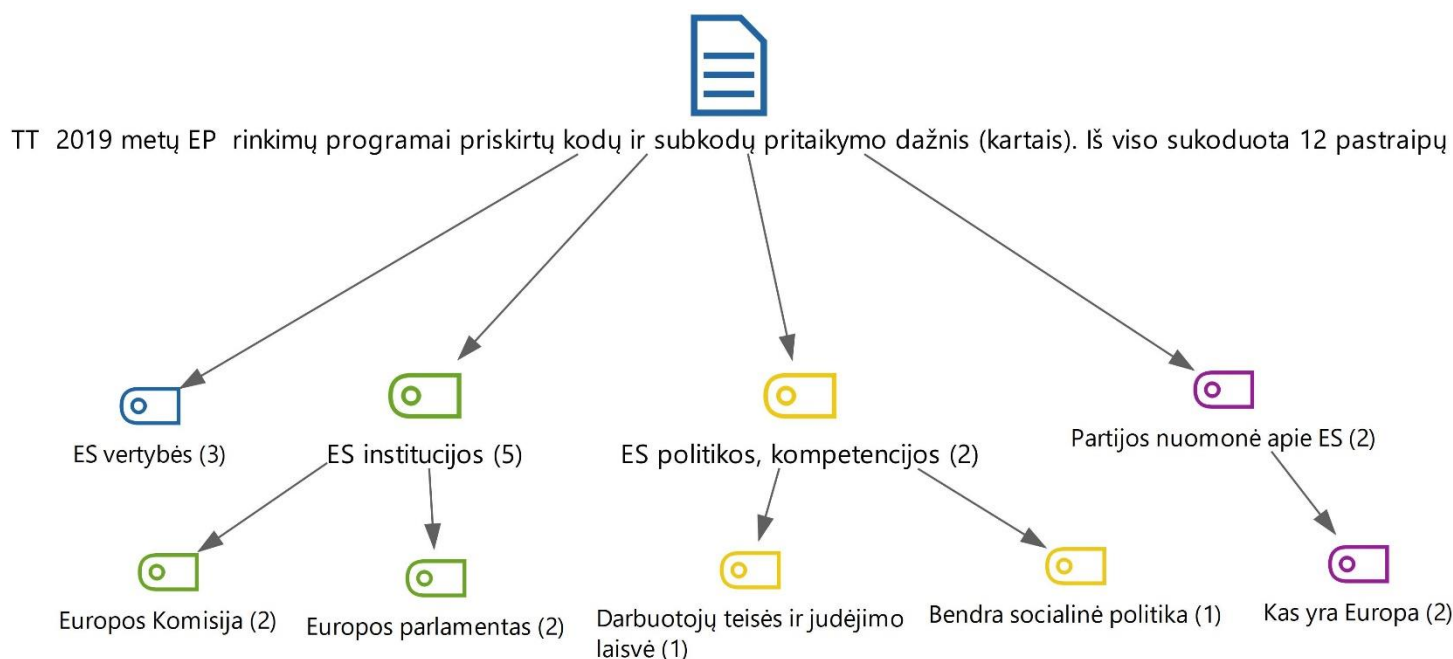 TT 2019 metų EP rinkimų programai priskirtų kodų ir subkodų pritaikymo dažnis (kartais). Iš viso sukoduota 12 pastraipų
ES vertybės (3)
ES institucijos (5)
ES politikos, kompetencijos (2)
Partijos nuomonė apie ES (2)
Europos Komisija (2)
Europos parlamentas (2)
Darbuotojų teisės ir judėjimo
laisvė (1)
Bendra socialinė politika (1)
Kas yra Europa (2)